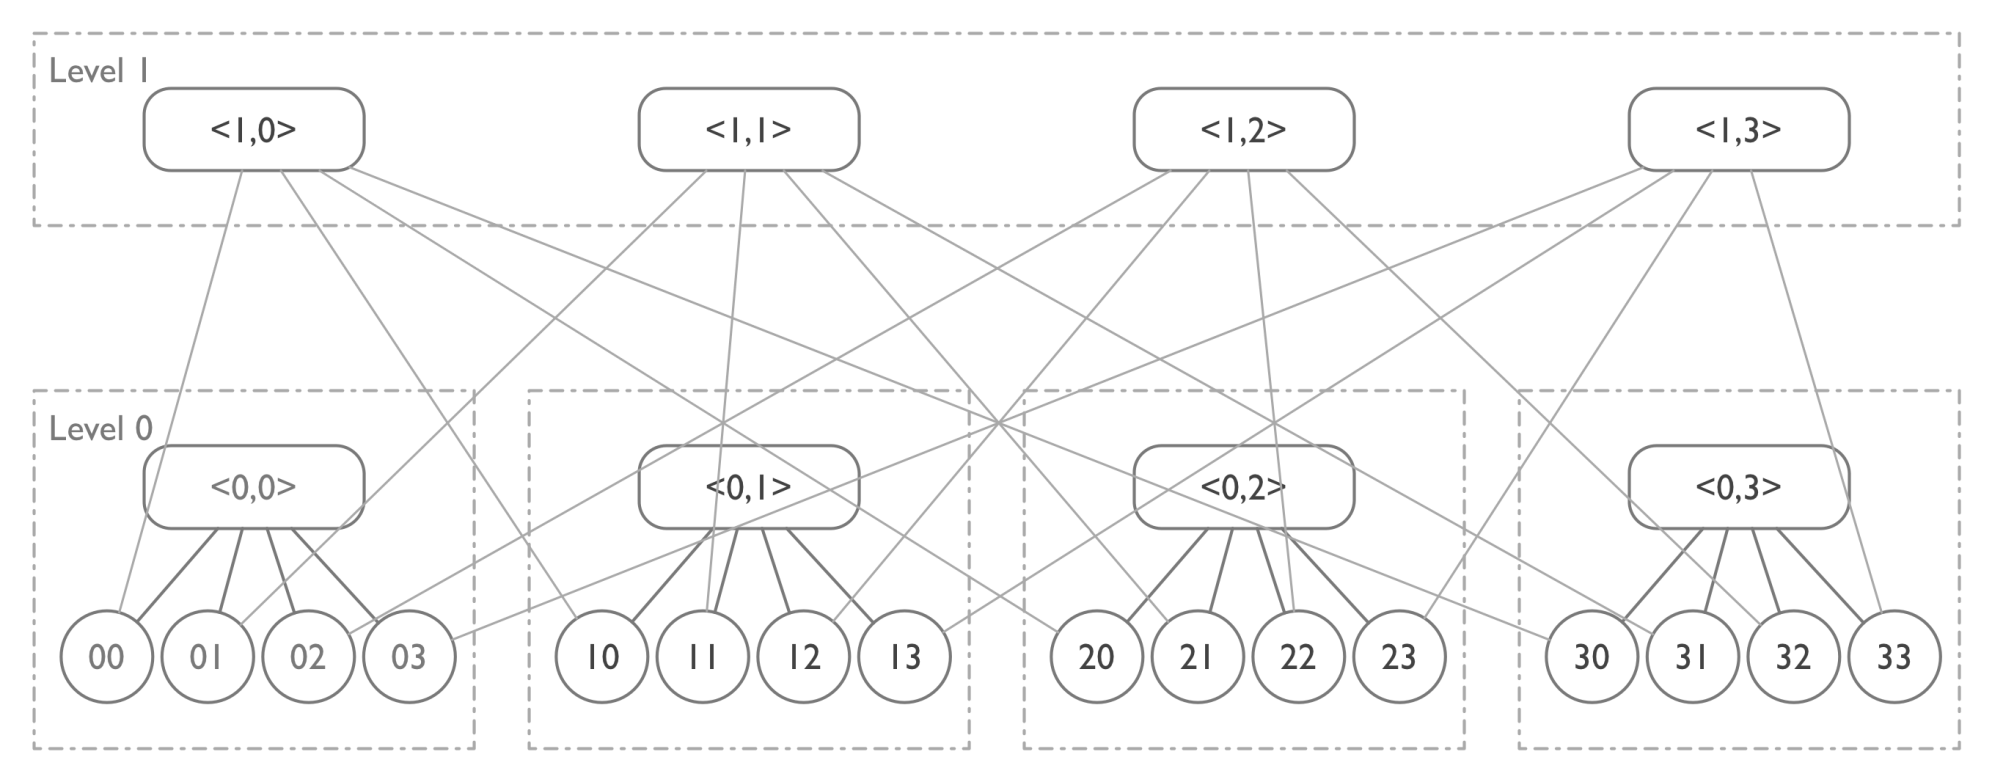 Level 1
<1,0> <1,1> <1,2> <1,3>
Level 0
<0,0> <0,1> <0,2> <0,3>
00 01 02 03 10 11 12 13 20 21 22 23 30 31 32 33